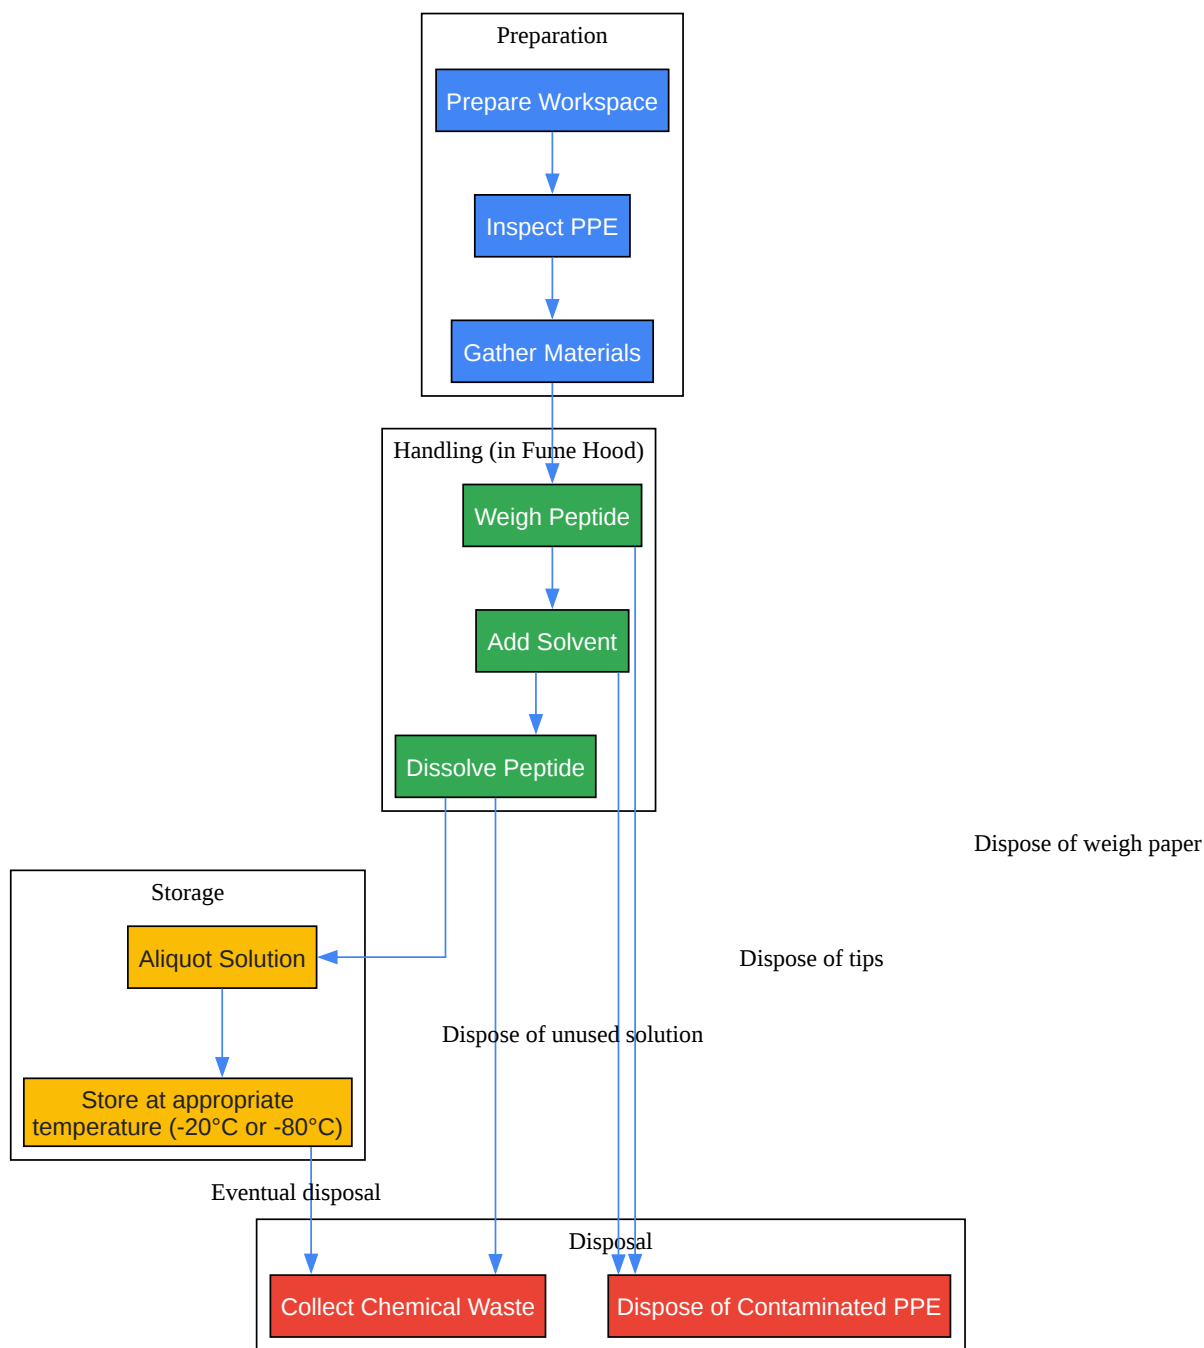 Preparation
Prepare Workspace
Inspect PPE
Gather Materials
Handling (in Fume Hood)
Weigh Peptide
Add Solvent
Dissolve Peptide
Dispose of weigh paper
Storage
Aliquot Solution
Dispose of tips
Dispose of unused solution
Store at appropriate
temperature (-20°C or -80°C)
Eventual disposal
Disposal
Collect Chemical Waste
Dispose of Contaminated PPE